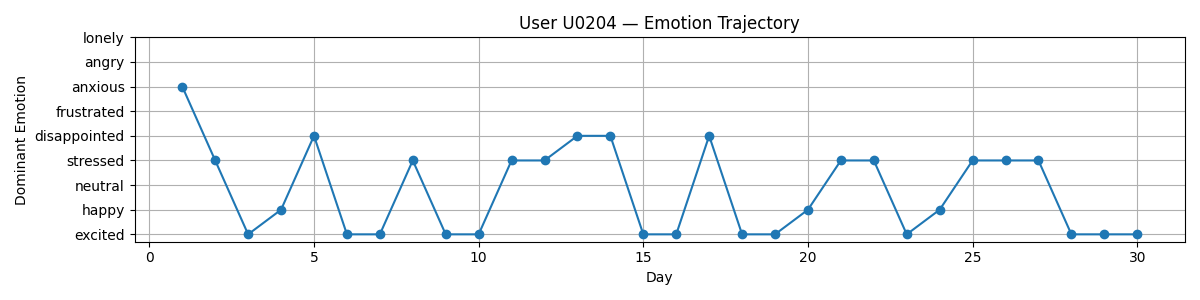 User U0204 — Emotion Trajectory
Dominant Emotion
lonely
angry
anxious
frustrated
disappointed
stressed
neutral
happy
excited
0 5 10 15 20 25 30
Day